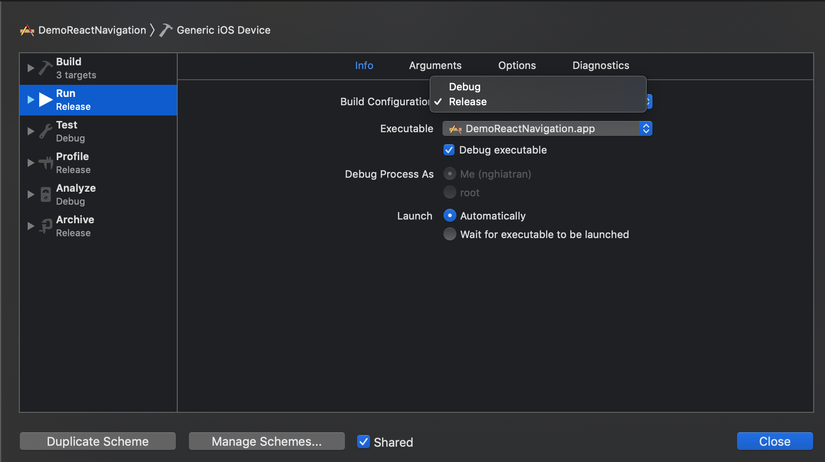 DemoReactNavigation 〉 Generic iOS Device
Build
3 targets
Run
Release
Test
Debug
Profile
Release
Analyze
Debug
Archive
Release
Info Arguments Options Diagnostics
Debug
Build Configuration ✓ Release
Executable DemoReactNavigation.app
Debug executable
Debug Process As Me (nghiatran)
root
Launch Automatically
Wait for executable to be launched
Duplicate Scheme Manage Schemes... Shared Close